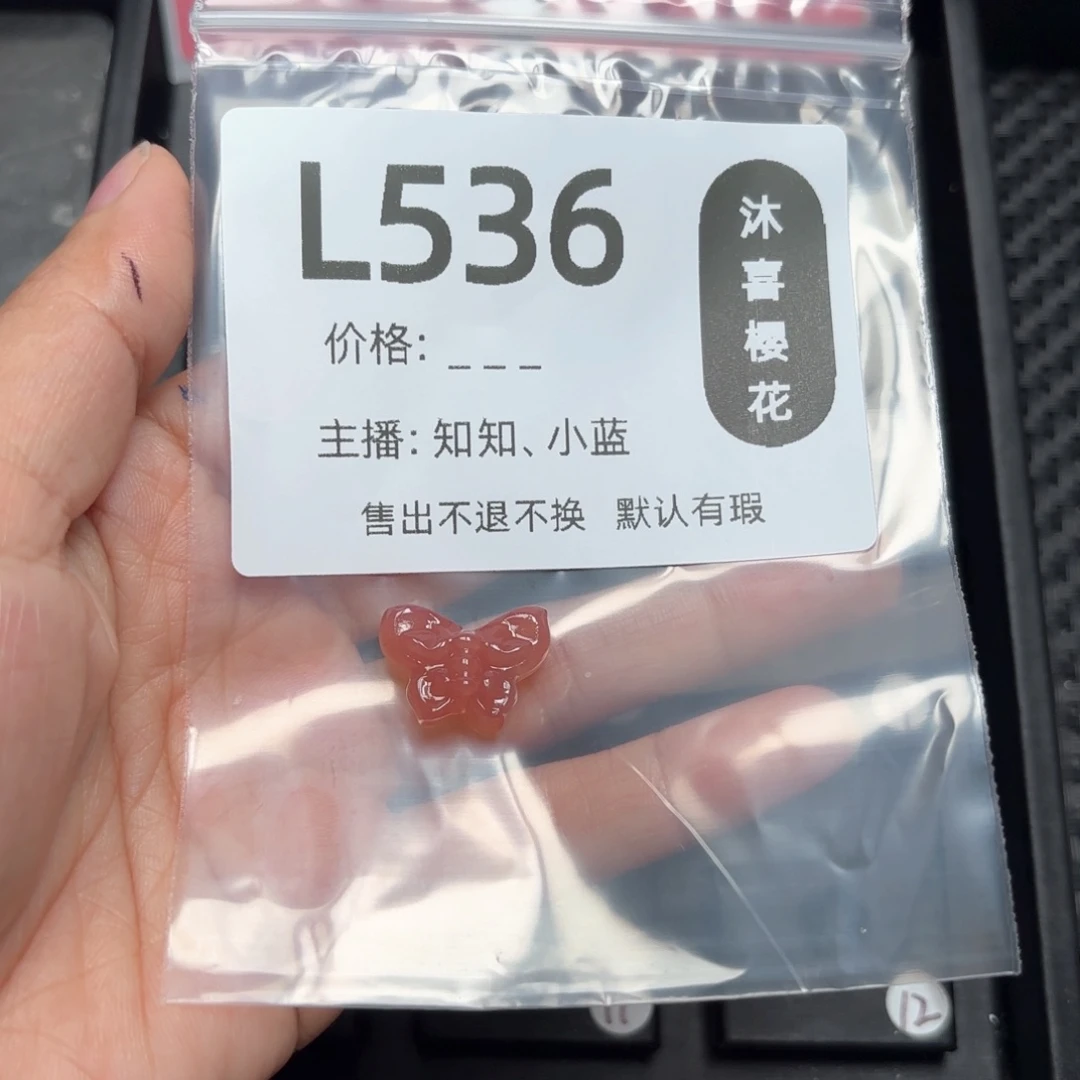 L536
沐喜樱花
价格: _ _ _
主播: 知知、小蓝
售出不退不换 默认有瑕
11
12